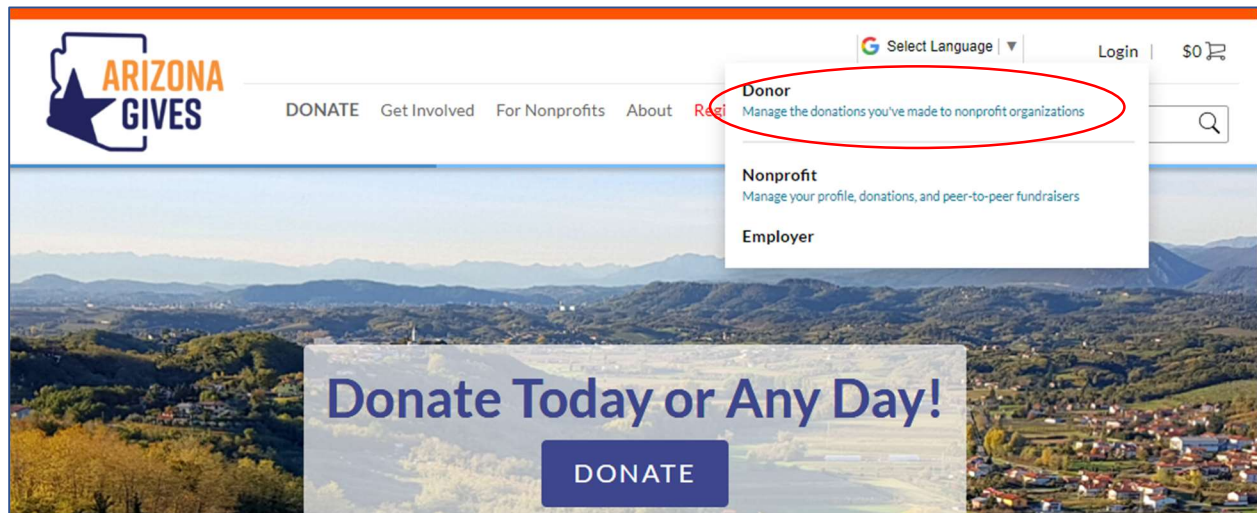 ARIZONA
GIVES
Select Language ▼
Login | $0
DONATE Get Involved For Nonprofits About Regi
Donor
Manage the donations you've made to nonprofit organizations
Nonprofit
Manage your profile, donations, and peer-to-peer fundraisers
Employer
Donate Today or Any Day!
DONATE